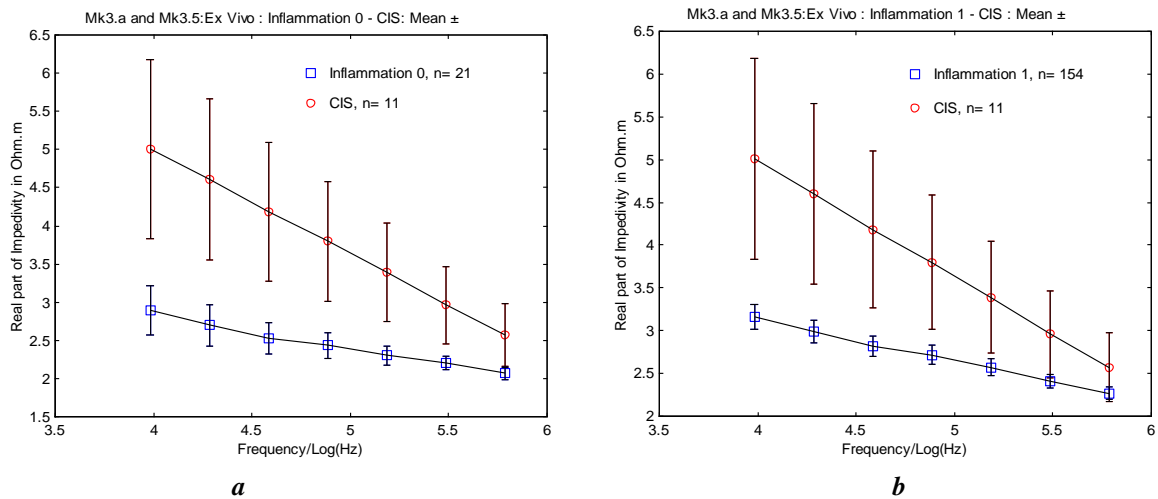 Mk3.a and Mk3.5:Ex Vivo : Inflammation 0 - CIS: Mean ±
6.5
6
5.5
5
4.5
4
3.5
3
2.5
2
1.5
Real part of Impedivity in Ohm.m
Inflammation 0, n= 21
CIS, n= 11
3.5 4 4.5 5 5.5 6
Frequency/Log(Hz)
a
Mk3.a and Mk3.5:Ex Vivo : Inflammation 1 - CIS : Mean ±
6.5
6
5.5
5
4.5
4
3.5
3
2.5
2
Real part of Impedivity in Ohm.m
Inflammation 1, n= 154
CIS, n= 11
3.5 4 4.5 5 5.5 6
Frequency/Log(Hz)
b